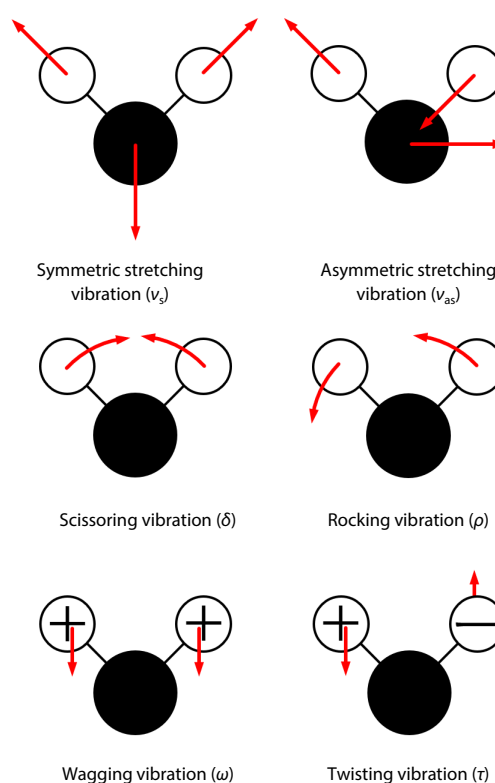 Symmetric stretching
vibration (νs)
Asymmetric stretching
vibration (νas)
Scissoring vibration (δ)
Rocking vibration (ρ)
+
+
+
−
Wagging vibration (ω)
Twisting vibration (τ)